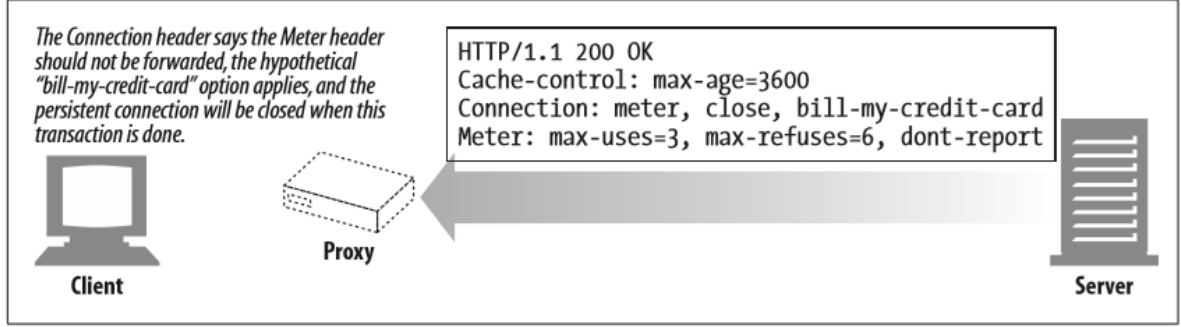 The Connection header says the Meter header
should not be forwarded, the hypothetical
“bill-my-credit-card” option applies, and the
persistent connection will be closed when this
transaction is done.
HTTP/1.1 200 OK
Cache-control: max-age=3600
Connection: meter, close, bill-my-credit-card
Meter: max-uses=3, max-refuses=6, dont-report
Client
Proxy
Server